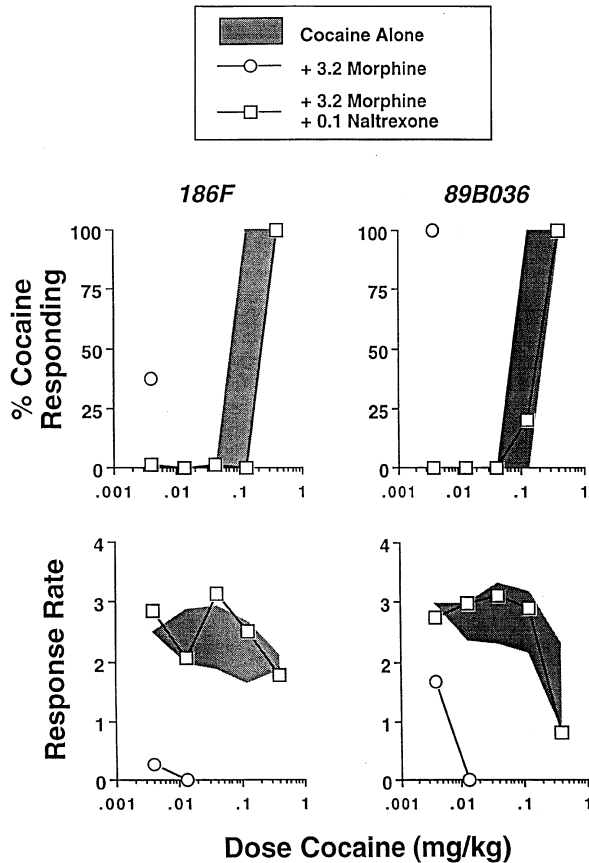 Cocaine Alone
+ 3.2 Morphine
+ 3.2 Morphine
+ 0.1 Naltrexone
186F
89B036
% Cocaine
Responding
100
75
50
25
0
.001 .01 .1 1
100
75
50
25
0
.001 .01 .1 1
Response Rate
4
3
2
1
0
.001 .01 .1 1
4
3
2
1
0
.001 .01 .1 1
Dose Cocaine (mg/kg)